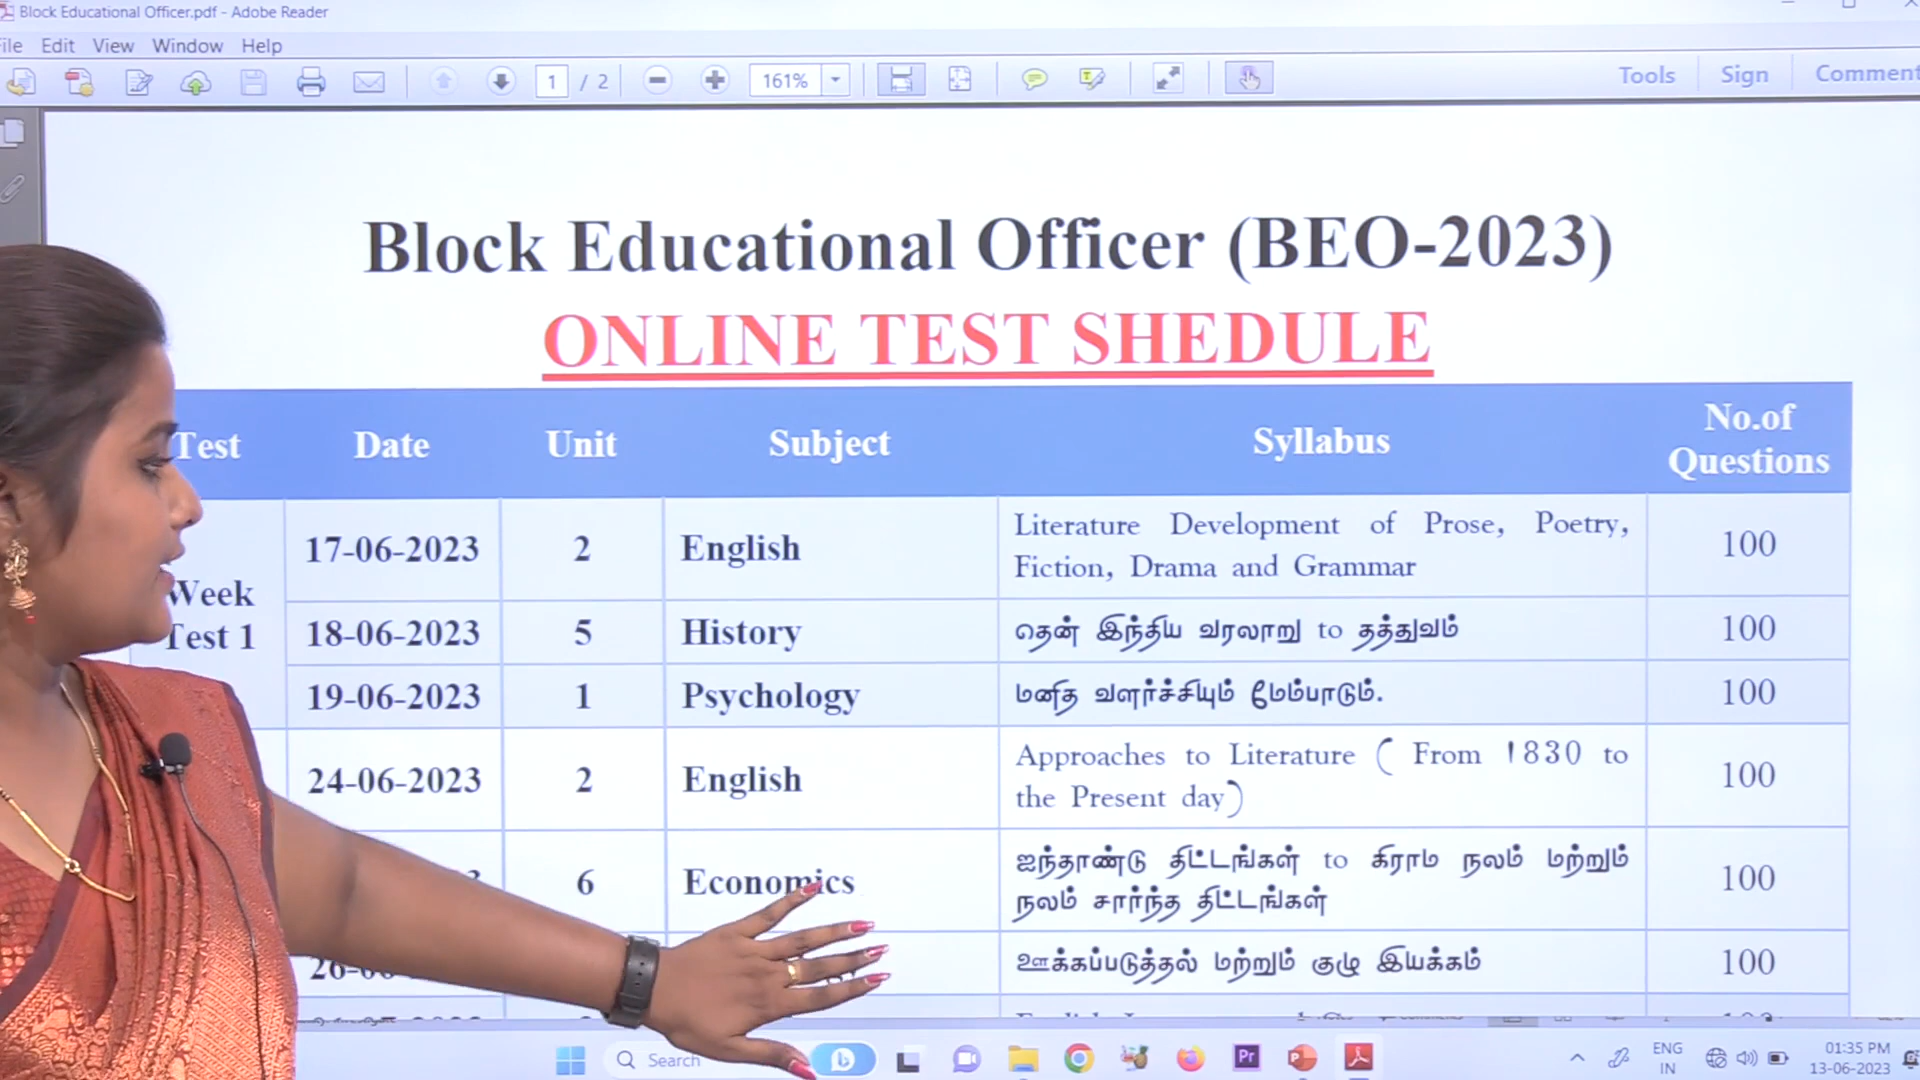 Block Educational Officer.pdf - Adobe Reader
File Edit View Window Help
1 / 2 161% Tools Sign Comment
Block Educational Officer (BEO-2023)
ONLINE TEST SHEDULE
Test Date Unit Subject Syllabus No.of Questions
Week Test 1
17-06-2023 2 English Literature Development of Prose, Poetry,
Fiction, Drama and Grammar 100
18-06-2023 5 History தென் இந்திய வரலாறு to தத்துவம் 100
19-06-2023 1 Psychology மனித வளர்ச்சியும் மேம்பாடும். 100
24-06-2023 2 English Approaches to Literature ( From 1830 to
the Present day) 100
6 Economics ஐந்தாண்டு திட்டங்கள் to கிராம நலம் மற்றும்
நலம் சார்ந்த திட்டங்கள் 100
ஊக்கப்படுத்தல் மற்றும் குழு இயக்கம் 100
Search
Pr P
ENG
IN
01:35 PM
13-06-2023